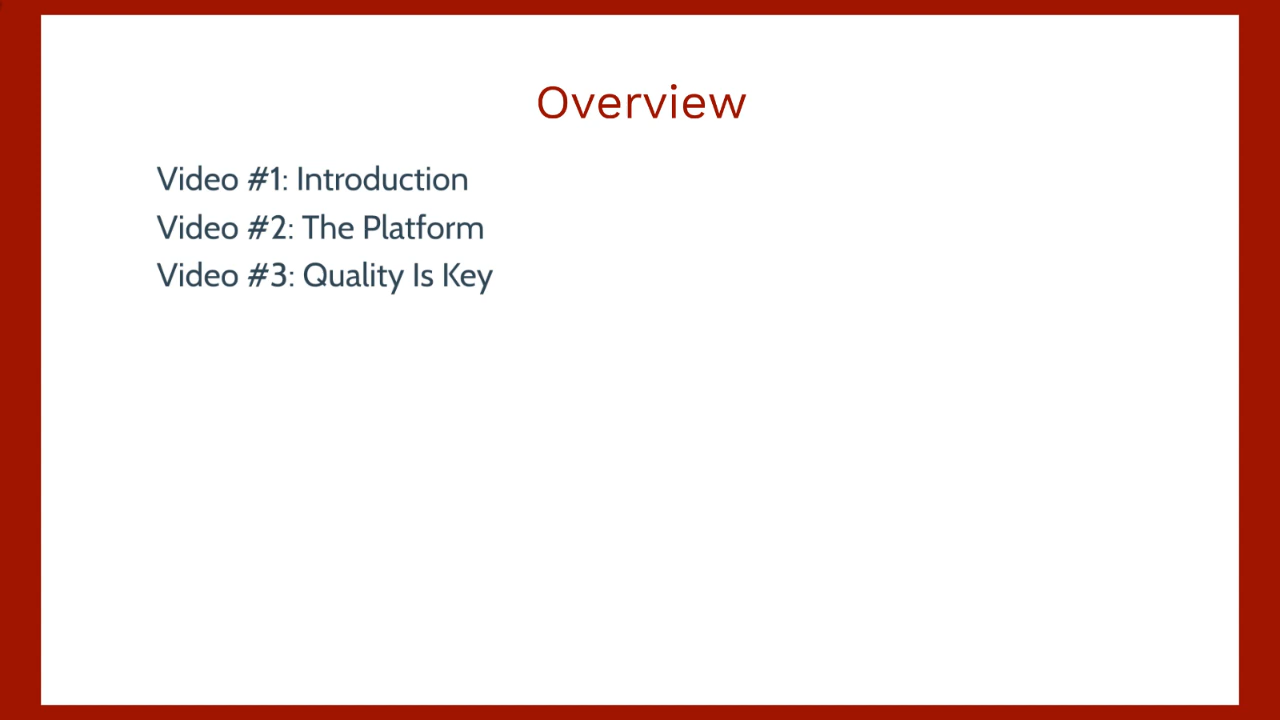 Overview
Video #1: Introduction
Video #2: The Platform
Video #3: Quality Is Key